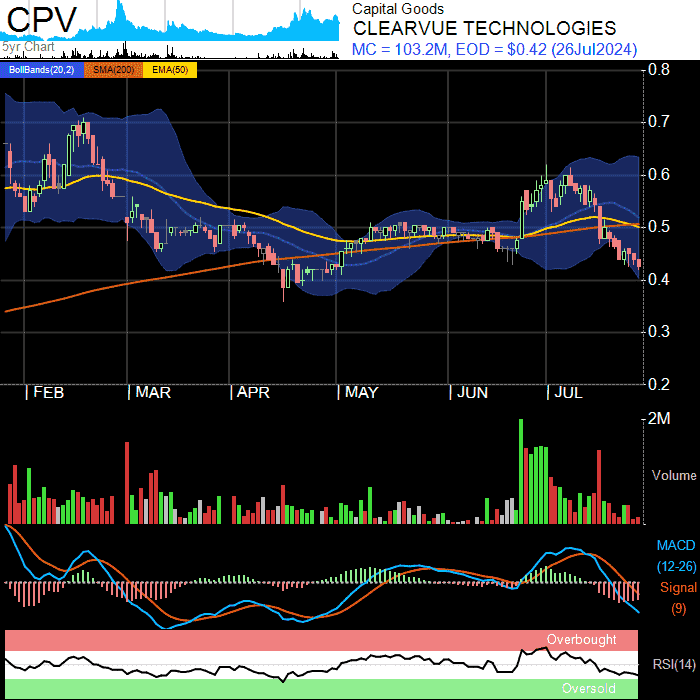 CPV
5yr Chart
Capital Goods
CLEARVUE TECHNOLOGIES
MC = 103.2M, EOD = $0.42 (26Jul2024)
BollBands(20,2) SMA(200) EMA(50)
0.8
0.7
0.6
0.5
0.4
0.3
0.2
FEB MAR APR MAY JUN JUL
2M
Volume
MACD
(12-26)
Signal
(9)
Overbought
RSI(14)
Oversold